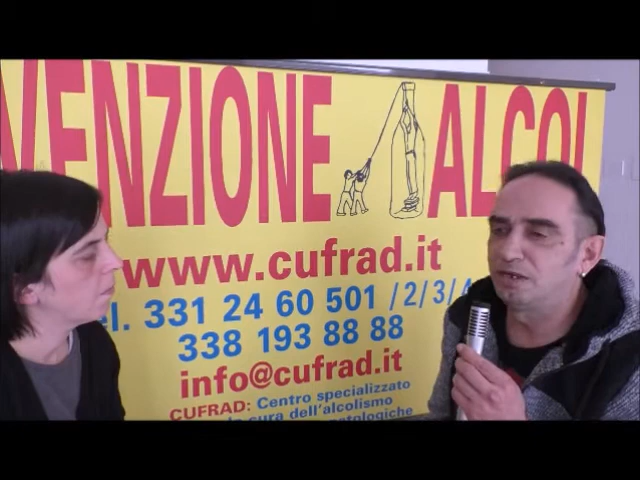 VENZIONE ALCOL
www.cufrad.it
el. 331 24 60 501 /2/3/4
338 193 88 88
info@cufrad.it
CUFRAD: Centro specializzato
cura dell'alcolismo